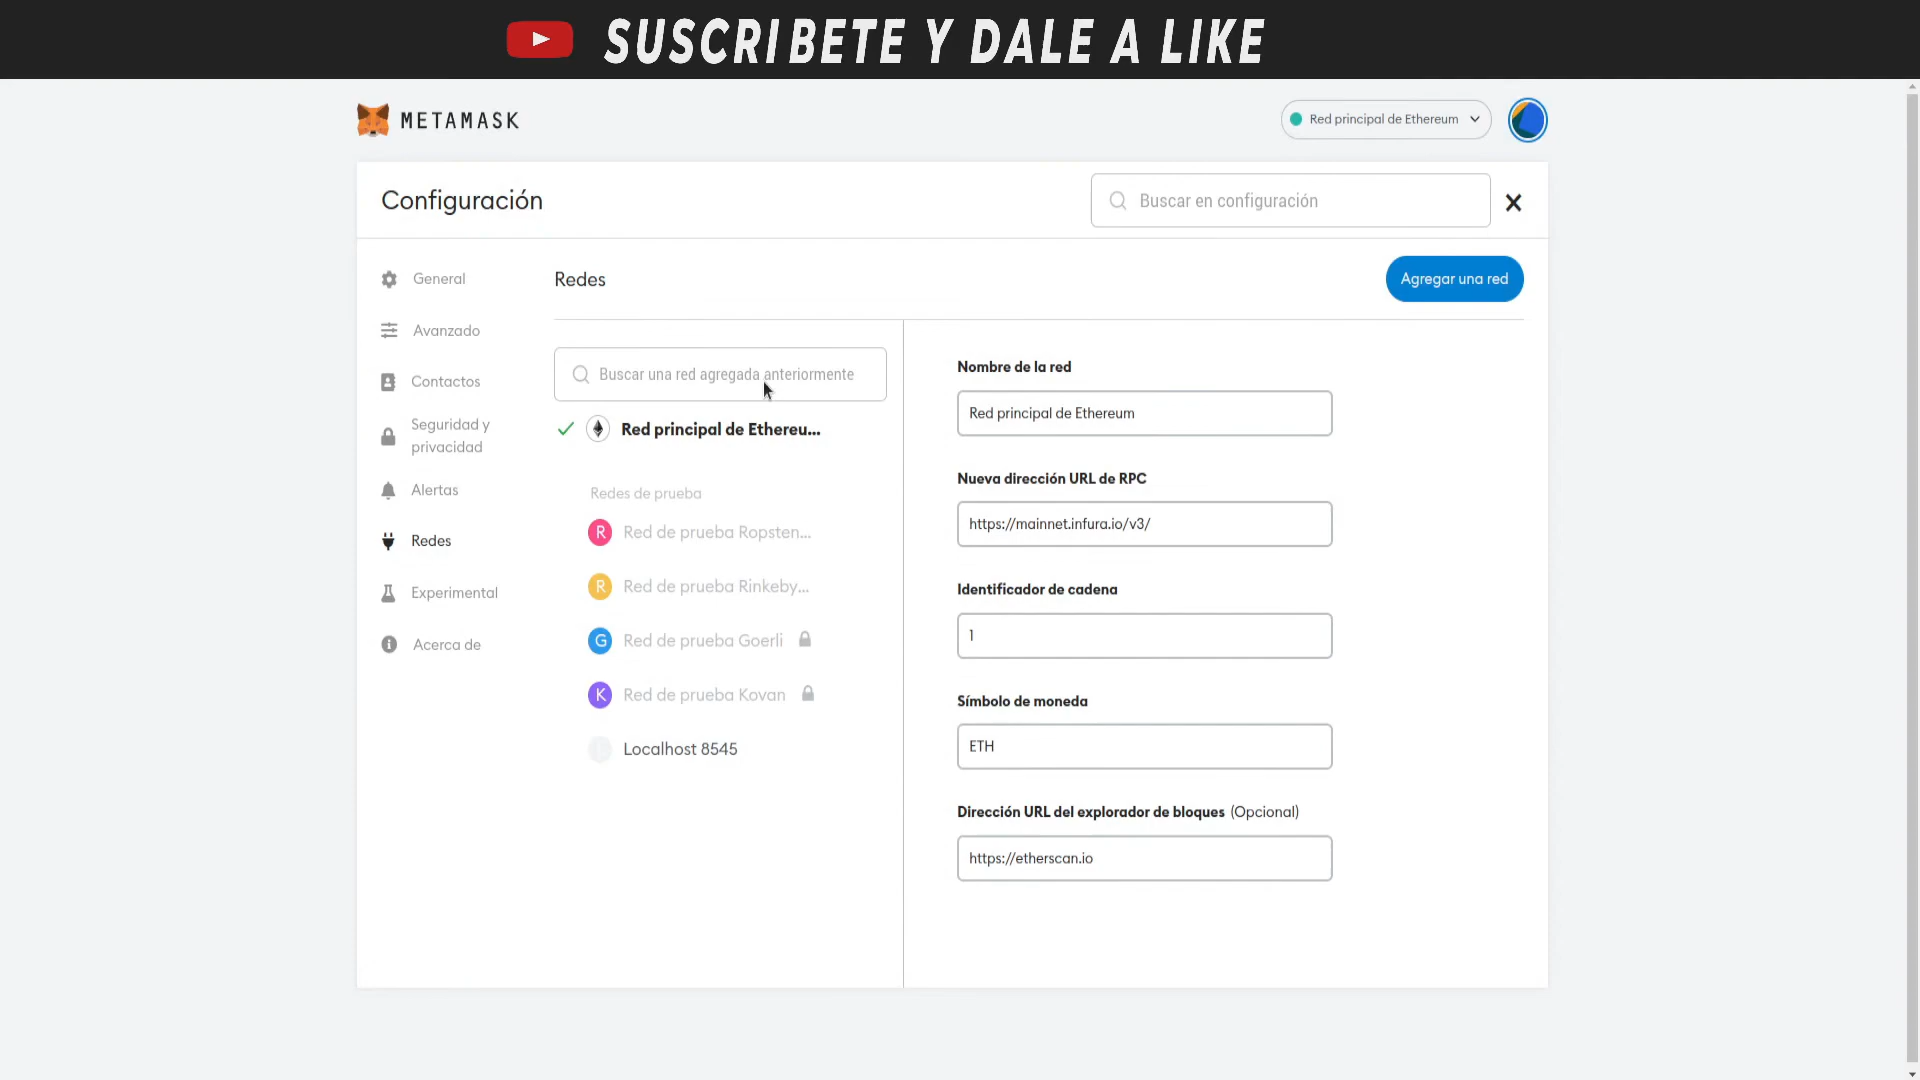 SUSCRIBETE Y DALE A LIKE
METAMASK
Red principal de Ethereum
Configuración
Buscar en configuración
General
Avanzado
Contactos
Seguridad y
privacidad
Alertas
Redes
Experimental
Acerca de
Redes
Agregar una red
Buscar una red agregada anteriormente
Red principal de Ethereu...
Redes de prueba
R Red de prueba Ropsten...
R Red de prueba Rinkeby...
G Red de prueba Goerli
K Red de prueba Kovan
Localhost 8545
Nombre de la red
Red principal de Ethereum
Nueva dirección URL de RPC
https://mainnet.infura.io/v3/
Identificador de cadena
1
Símbolo de moneda
ETH
Dirección URL del explorador de bloques (Opcional)
https://etherscan.io